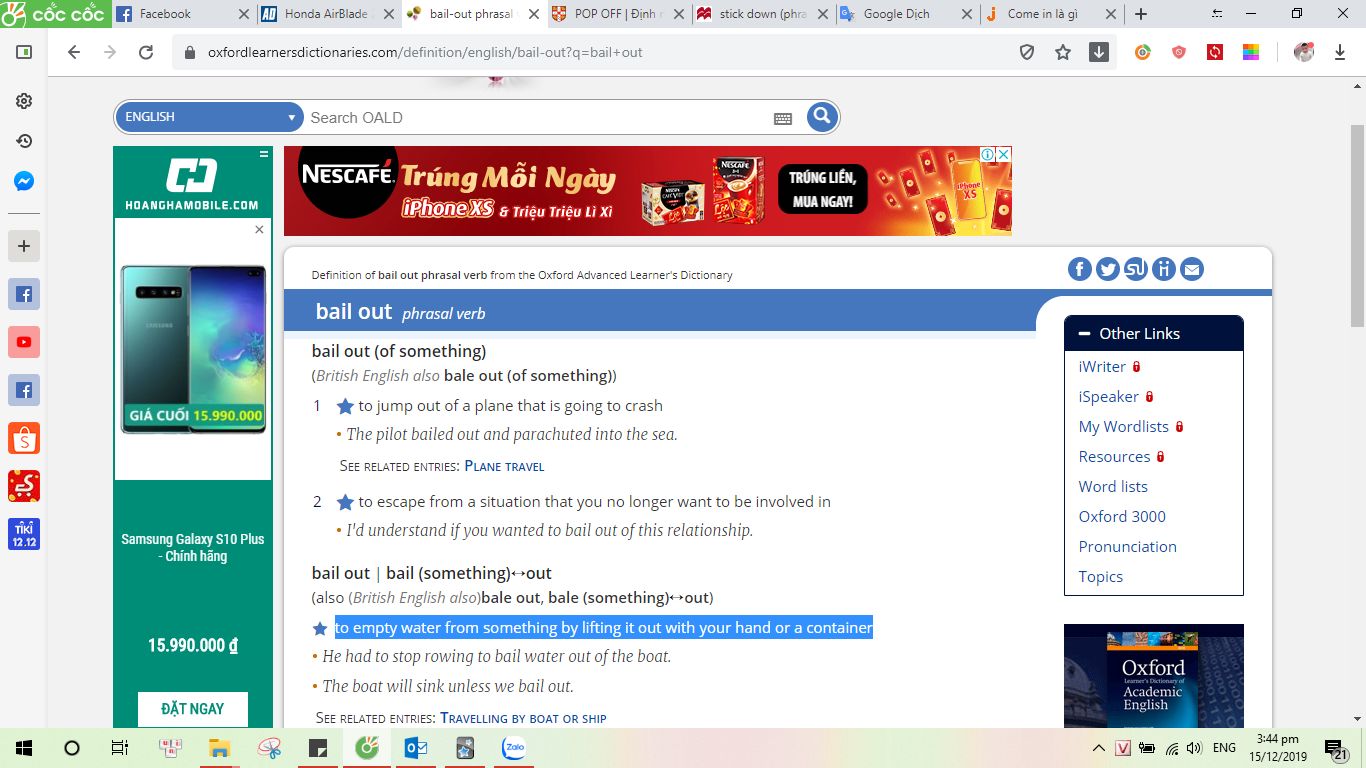 cốc cốc
Facebook
Honda AirBlade
bail-out phrasal v
POP OFF | Định n
stick down (phra
Google Dịch
Come in là gì
oxfordlearnersdictionaries.com/definition/english/bail-out?q=bail+out
ENGLISH
Search OALD
HOANGHAMOBILE.COM
SAMSUNG
GIÁ CUỐI 15.990.000
Samsung Galaxy S10 Plus
- Chính hãng
15.990.000 ₫
ĐẶT NGAY
NESCAFÉ.
Trúng Mỗi Ngày
iPhone XS & Triệu Triệu Lì Xì
NESCAFÉ
TRÚNG LIỀN,
MUA NGAY!
iPhone
XS
Definition of bail out phrasal verb from the Oxford Advanced Learner's Dictionary
bail out phrasal verb
bail out (of something)
(British English also bale out (of something))
1 to jump out of a plane that is going to crash
• The pilot bailed out and parachuted into the sea.
SEE RELATED ENTRIES: PLANE TRAVEL
2 to escape from a situation that you no longer want to be involved in
• I'd understand if you wanted to bail out of this relationship.
bail out | bail (something)↔out
(also (British English also)bale out, bale (something)↔out)
to empty water from something by lifting it out with your hand or a container
• He had to stop rowing to bail water out of the boat.
• The boat will sink unless we bail out.
SEE RELATED ENTRIES: TRAVELLING BY BOAT OR SHIP
Other Links
iWriter
iSpeaker
My Wordlists
Resources
Word lists
Oxford 3000
Pronunciation
Topics
Oxford
Learner's Dictionary of
Academic
English
TIKI
12.12
Zalo
ENG
3:44 pm
15/12/2019
21